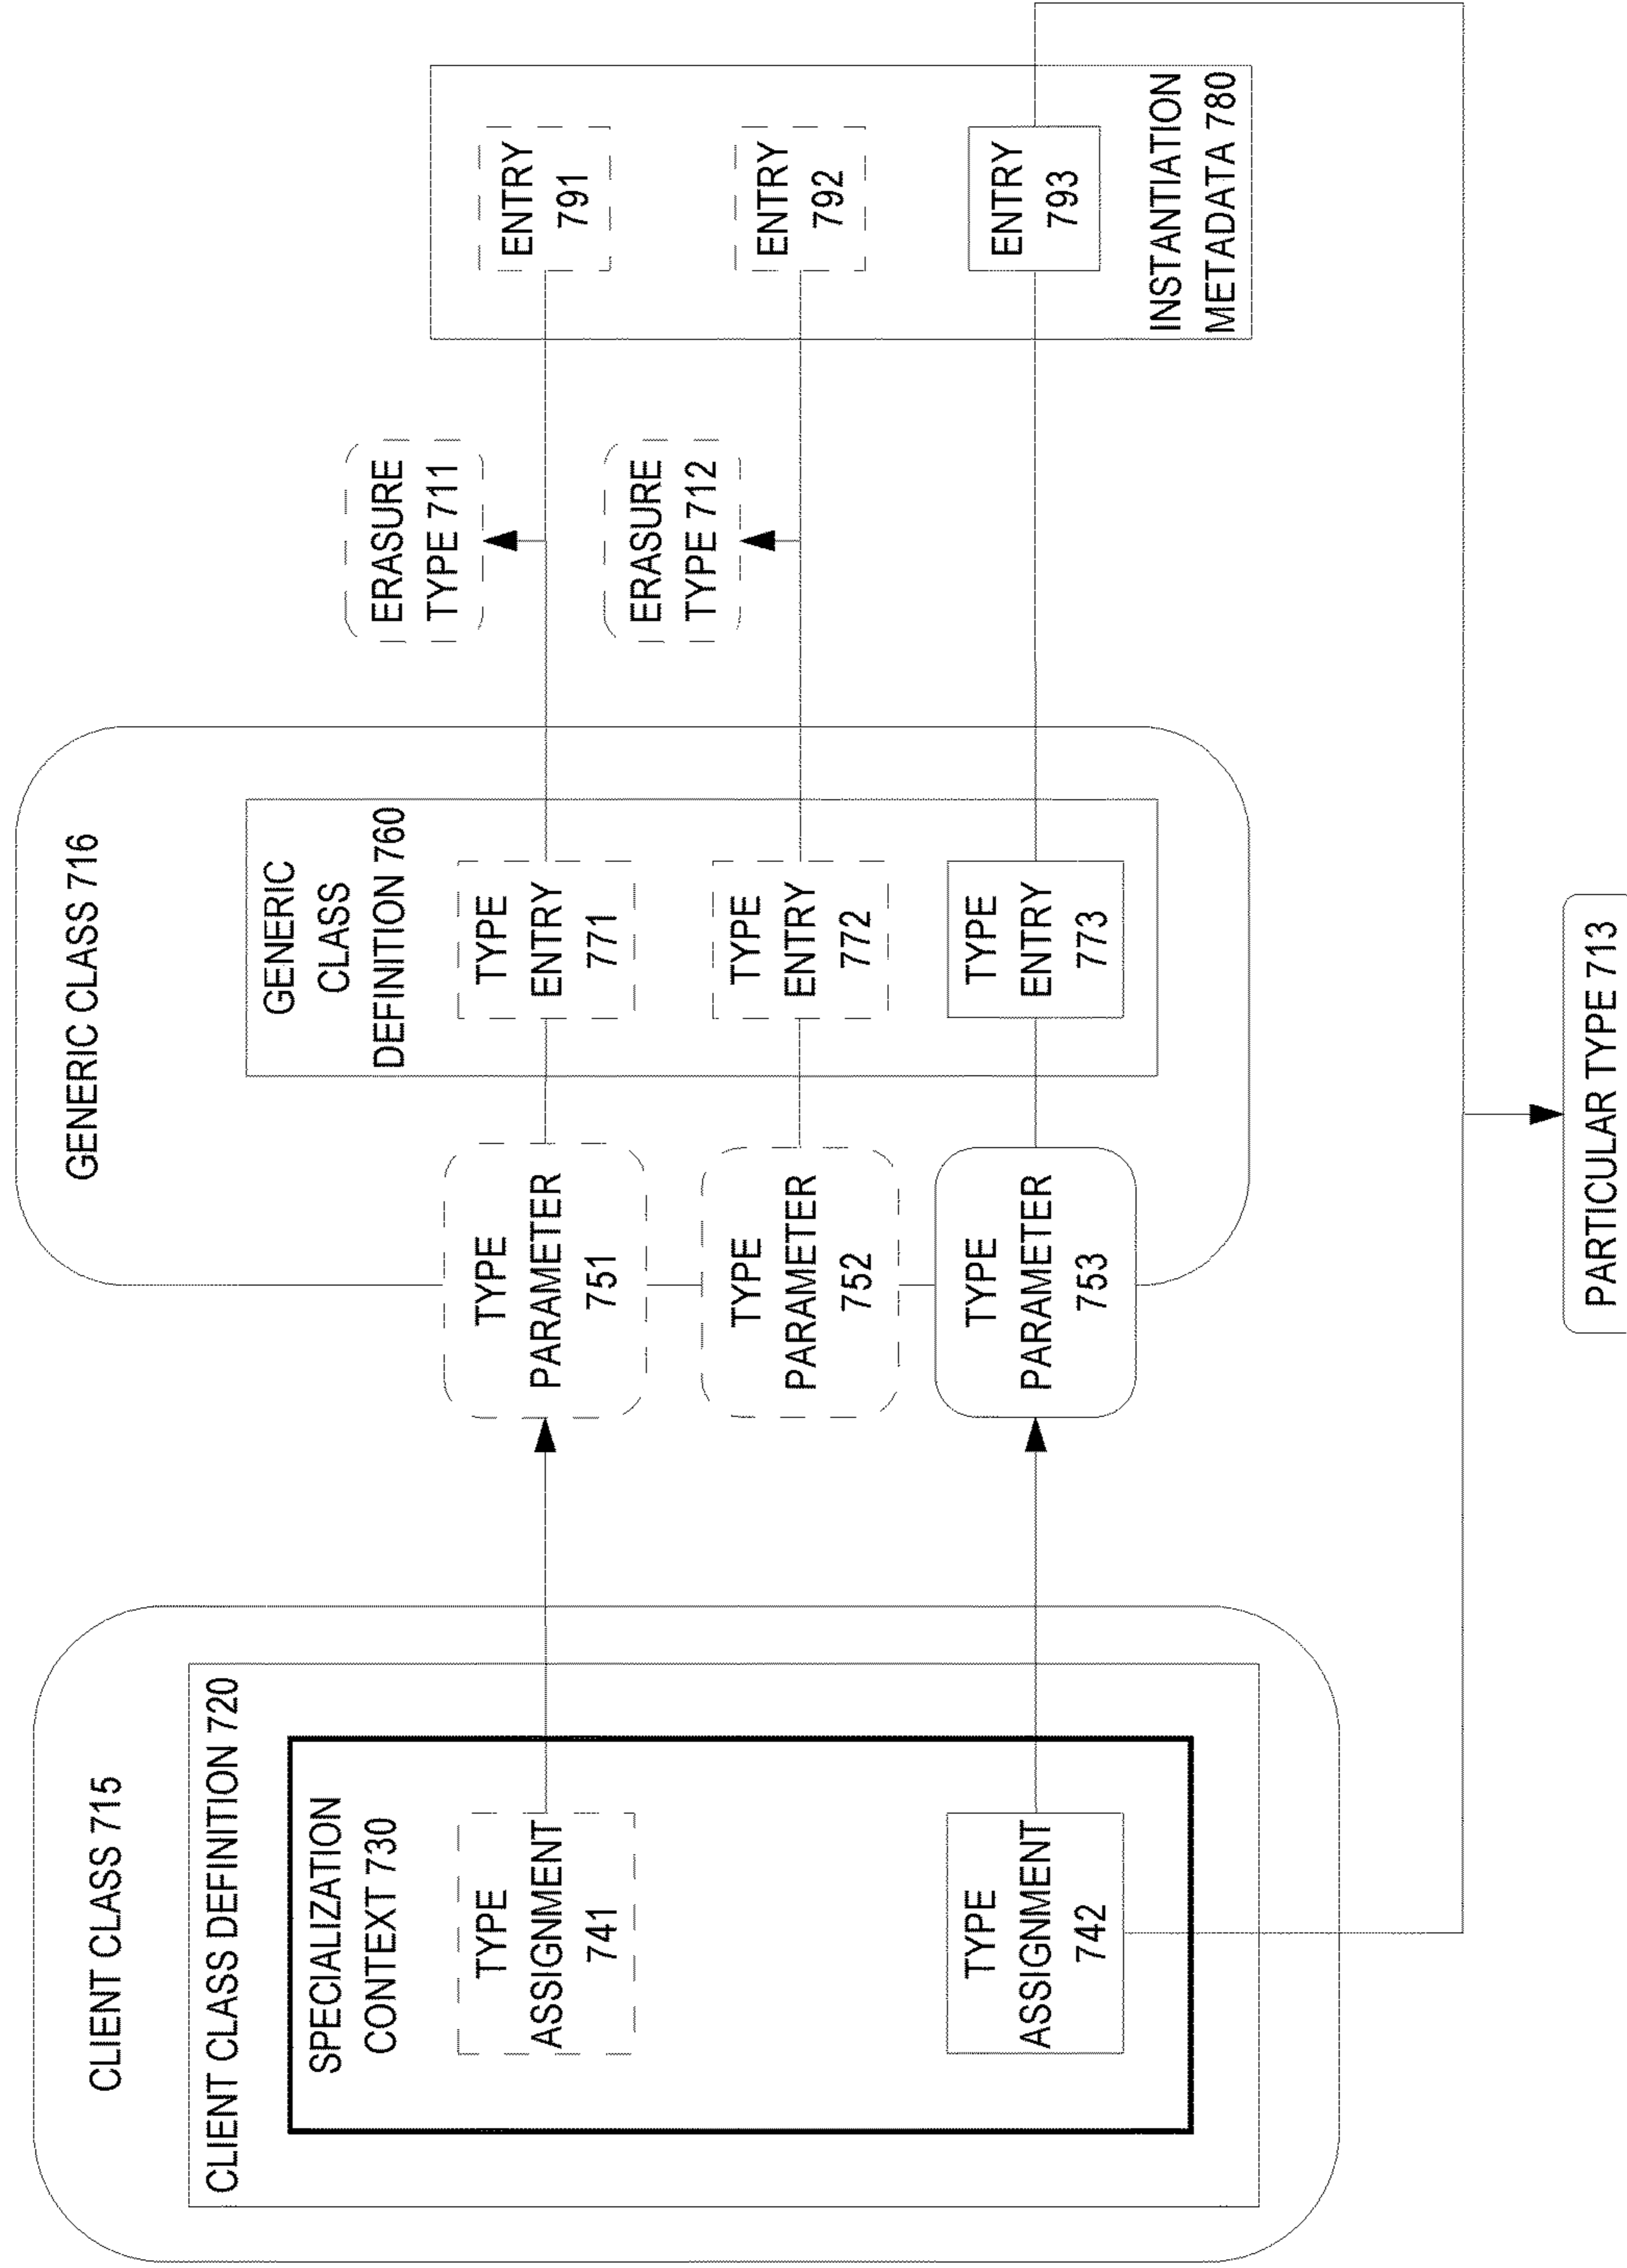 CLIENT CLASS 715
CLIENT CLASS DEFINITION 720
SPECIALIZATION
CONTEXT 730
TYPE
ASSIGNMENT
741
TYPE
ASSIGNMENT
742
GENERIC CLASS 716
TYPE
PARAMETER
751
TYPE
PARAMETER
752
TYPE
PARAMETER
753
GENERIC
CLASS
DEFINITION 760
TYPE
ENTRY
771
TYPE
ENTRY
772
TYPE
ENTRY
773
ERASURE
TYPE 711
ERASURE
TYPE 712
ENTRY
791
ENTRY
792
ENTRY
793
INSTANTIATION
METADATA 780
PARTICULAR TYPE 713